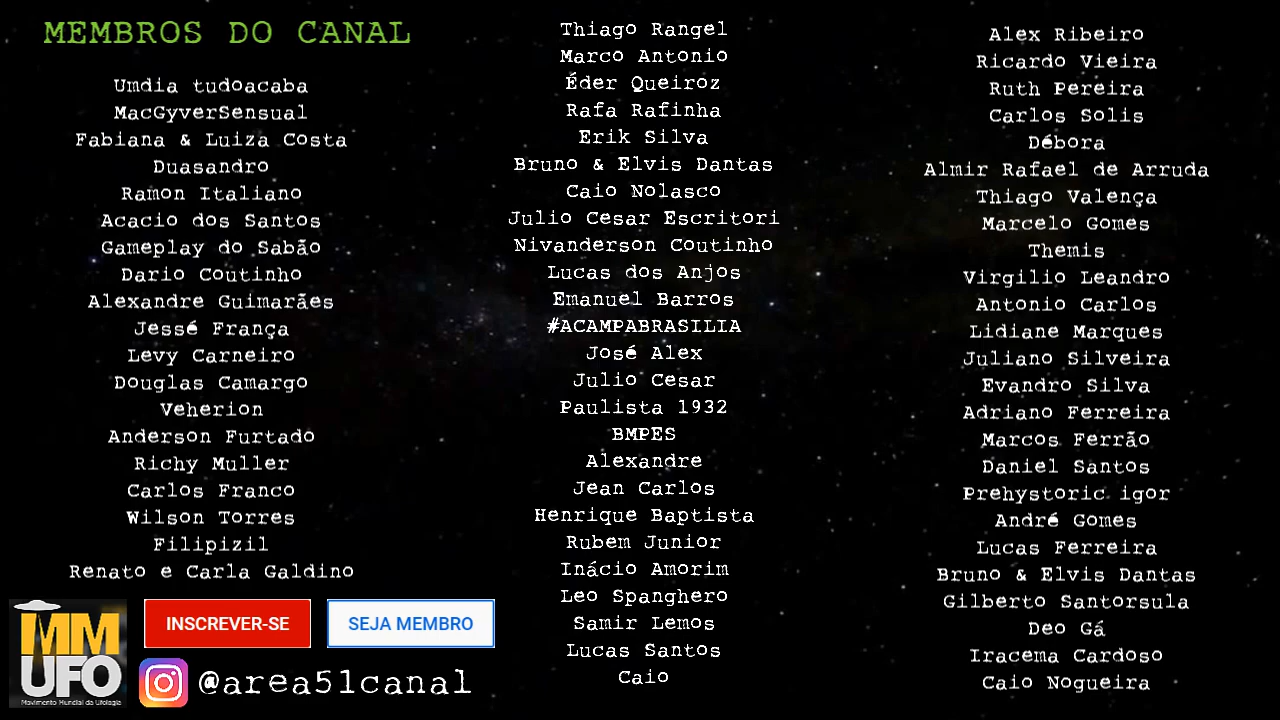 MEMBROS DO CANAL
Umdia tudoacaba
MacGyverSensual
Fabiana & Luiza Costa
Duasandro
Ramon Italiano
Acacio dos Santos
Gameplay do Sabão
Dario Coutinho
Alexandre Guimarães
Jessé França
Levy Carneiro
Douglas Camargo
Veherion
Anderson Furtado
Richy Muller
Carlos Franco
Wilson Torres
Filipizil
Renato e Carla Galdino
Thiago Rangel
Marco Antonio
Éder Queiroz
Rafa Rafinha
Erik Silva
Bruno & Elvis Dantas
Caio Nolasco
Julio Cesar Escritori
Nivanderson Coutinho
Lucas dos Anjos
Emanuel Barros
#ACAMPABRASILIA
José Alex
Julio Cesar
Paulista 1932
BMPES
Alexandre
Jean Carlos
Henrique Baptista
Rubem Junior
Inácio Amorim
Leo Spanghero
Samir Lemos
Lucas Santos
Caio
Alex Ribeiro
Ricardo Vieira
Ruth Pereira
Carlos Solis
Débora
Almir Rafael de Arruda
Thiago Valença
Marcelo Gomes
Themis
Virgilio Leandro
Antonio Carlos
Lidiane Marques
Juliano Silveira
Evandro Silva
Adriano Ferreira
Marcos Ferrão
Daniel Santos
Prehystoric igor
André Gomes
Lucas Ferreira
Bruno & Elvis Dantas
Gilberto Santorsula
Deo Gá
Iracema Cardoso
Caio Nogueira
MM
UFO
Movimento Mundial da Ufologia
INSCREVER-SE
SEJA MEMBRO
@area51canal